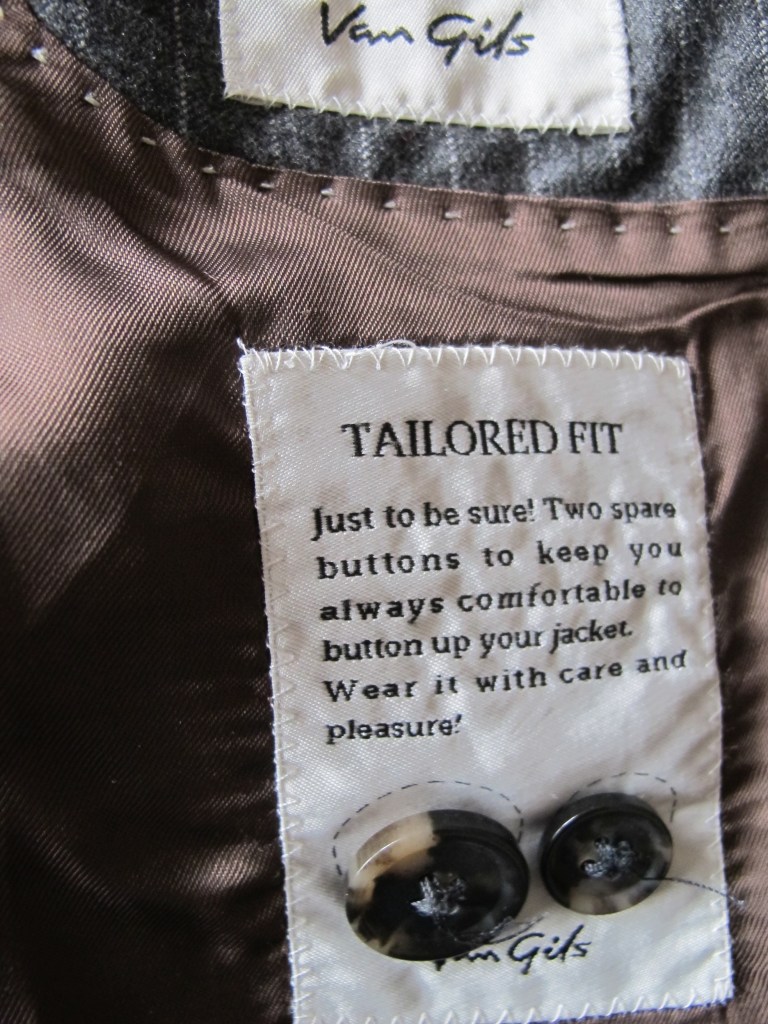 Van Gils
TAILORED FIT
Just to be sure! Two spare
buttons to keep you
always comfortable to
button up your jacket.
Wear it with care and
pleasure!
Van Gils